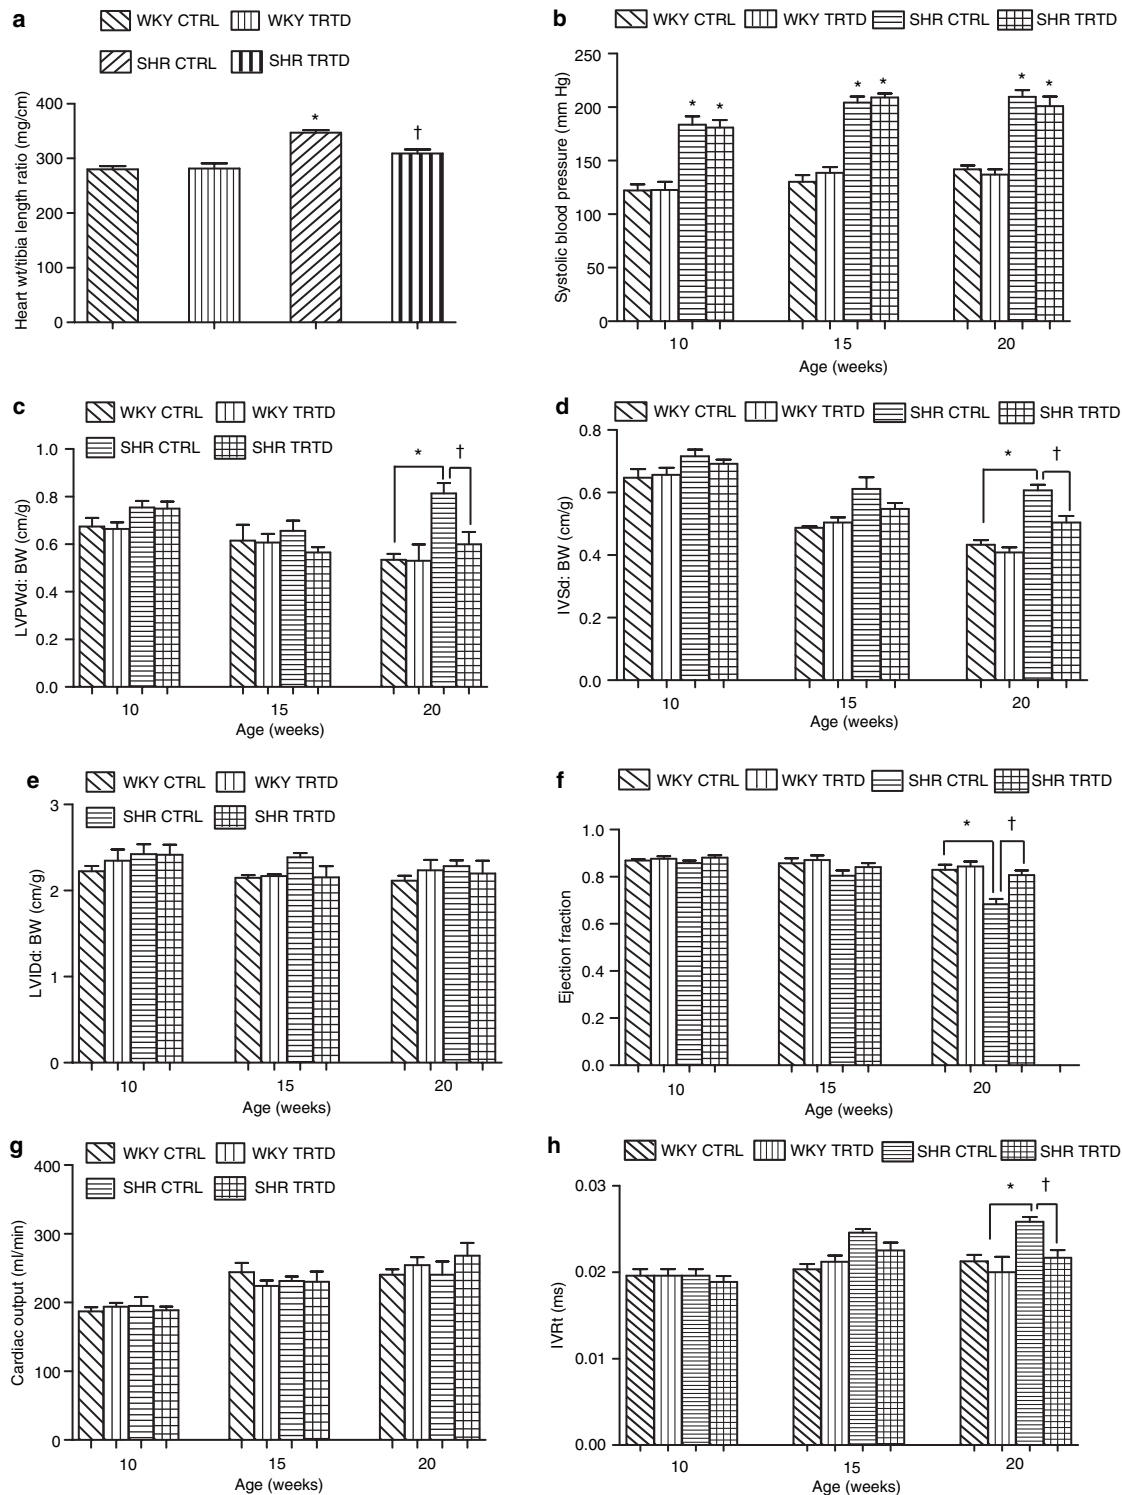 a
WKY CTRL WKY TRTD
SHR CTRL SHR TRTD
Heart wt/tibia length ratio (mg/cm)
400
300
200
100
0
*
†
b
WKY CTRL WKY TRTD SHR CTRL SHR TRTD
Systolic blood pressure (mm Hg)
250
200
150
100
50
0
* * * * * *
10 15 20
Age (weeks)
c
WKY CTRL WKY TRTD
SHR CTRL SHR TRTD
LVPWd: BW (cm/g)
1.0
0.8
0.6
0.4
0.2
0.0
* †
10 15 20
Age (weeks)
d
WKY CTRL WKY TRTD SHR CTRL SHR TRTD
IVSd: BW (cm/g)
0.8
0.6
0.4
0.2
0.0
* †
10 15 20
Age (weeks)
e
WKY CTRL WKY TRTD
SHR CTRL SHR TRTD
LVIDd: BW (cm/g)
3
2
1
0
10 15 20
Age (weeks)
f
WKY CTRL WKY TRTD SHR CTRL SHR TRTD
Ejection fraction
1.0
0.8
0.6
0.4
0.2
0.0
* †
10 15 20
Age (weeks)
g
WKY CTRL WKY TRTD
SHR CTRL SHR TRTD
Cardiac output (ml/min)
400
300
200
100
0
10 15 20
Age (weeks)
h
WKY CTRL WKY TRTD SHR CTRL SHR TRTD
IVRt (ms)
0.03
0.02
0.01
0.00
* †
10 15 20
Age (weeks)